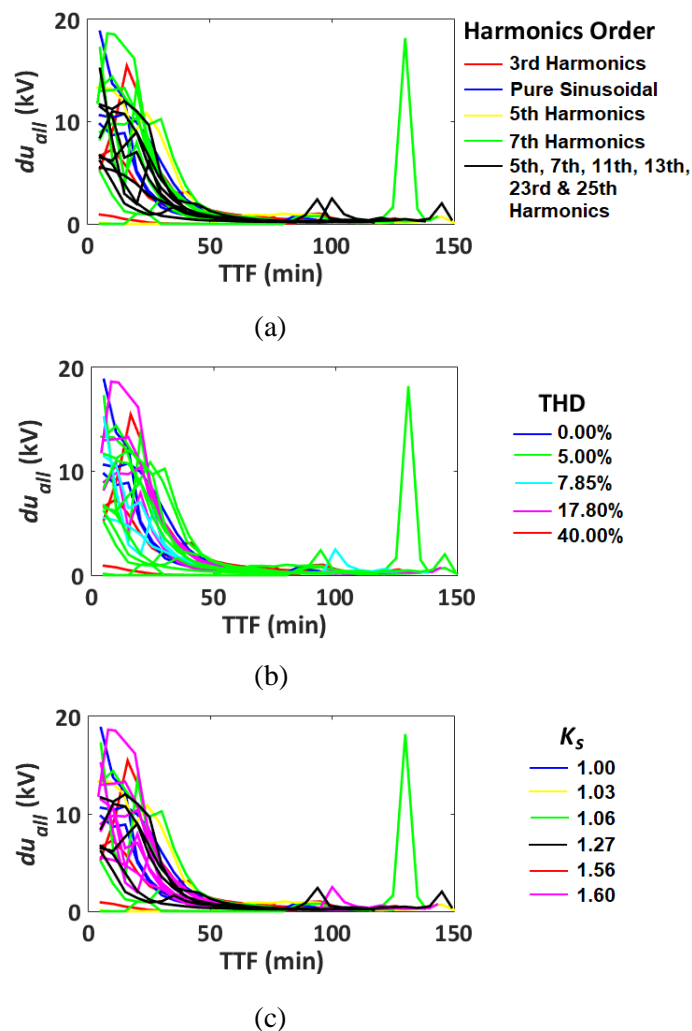 20
10
0
du_all (kV)
0
50
100
150
TTF (min)
Harmonics Order
3rd Harmonics
Pure Sinusoidal
5th Harmonics
7th Harmonics
5th, 7th, 11th, 13th,
23rd & 25th
Harmonics
(a)
20
10
0
du_all (kV)
0
50
100
150
TTF (min)
THD
0.00%
5.00%
7.85%
17.80%
40.00%
(b)
20
10
0
du_all (kV)
0
50
100
150
TTF (min)
K_s
1.00
1.03
1.06
1.27
1.56
1.60
(c)